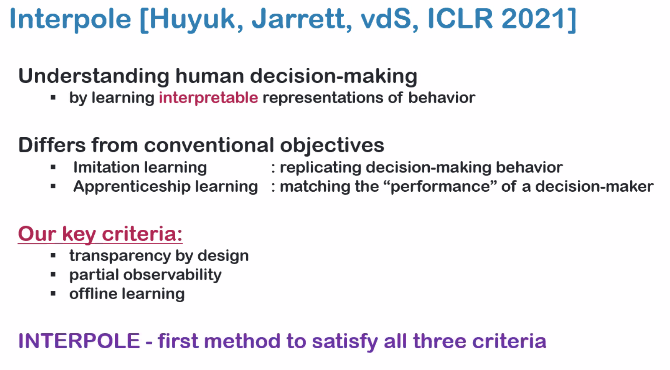 Interpole [Huyuk, Jarrett, vdS, ICLR 2021]
Understanding human decision-making
▪ by learning interpretable representations of behavior
Differs from conventional objectives
▪ Imitation learning : replicating decision-making behavior
▪ Apprenticeship learning : matching the “performance” of a decision-maker
Our key criteria:
▪ transparency by design
▪ partial observability
▪ offline learning
INTERPOLE - first method to satisfy all three criteria